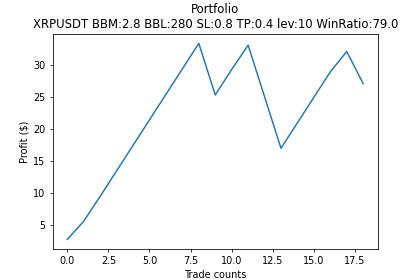 Portfolio
XRPUSDT BBM:2.8 BBL:280 SL:0.8 TP:0.4 lev:10 WinRatio:79.0
30
25
20
15
10
5
Profit ($)
0.0 2.5 5.0 7.5 10.0 12.5 15.0 17.5
Trade counts